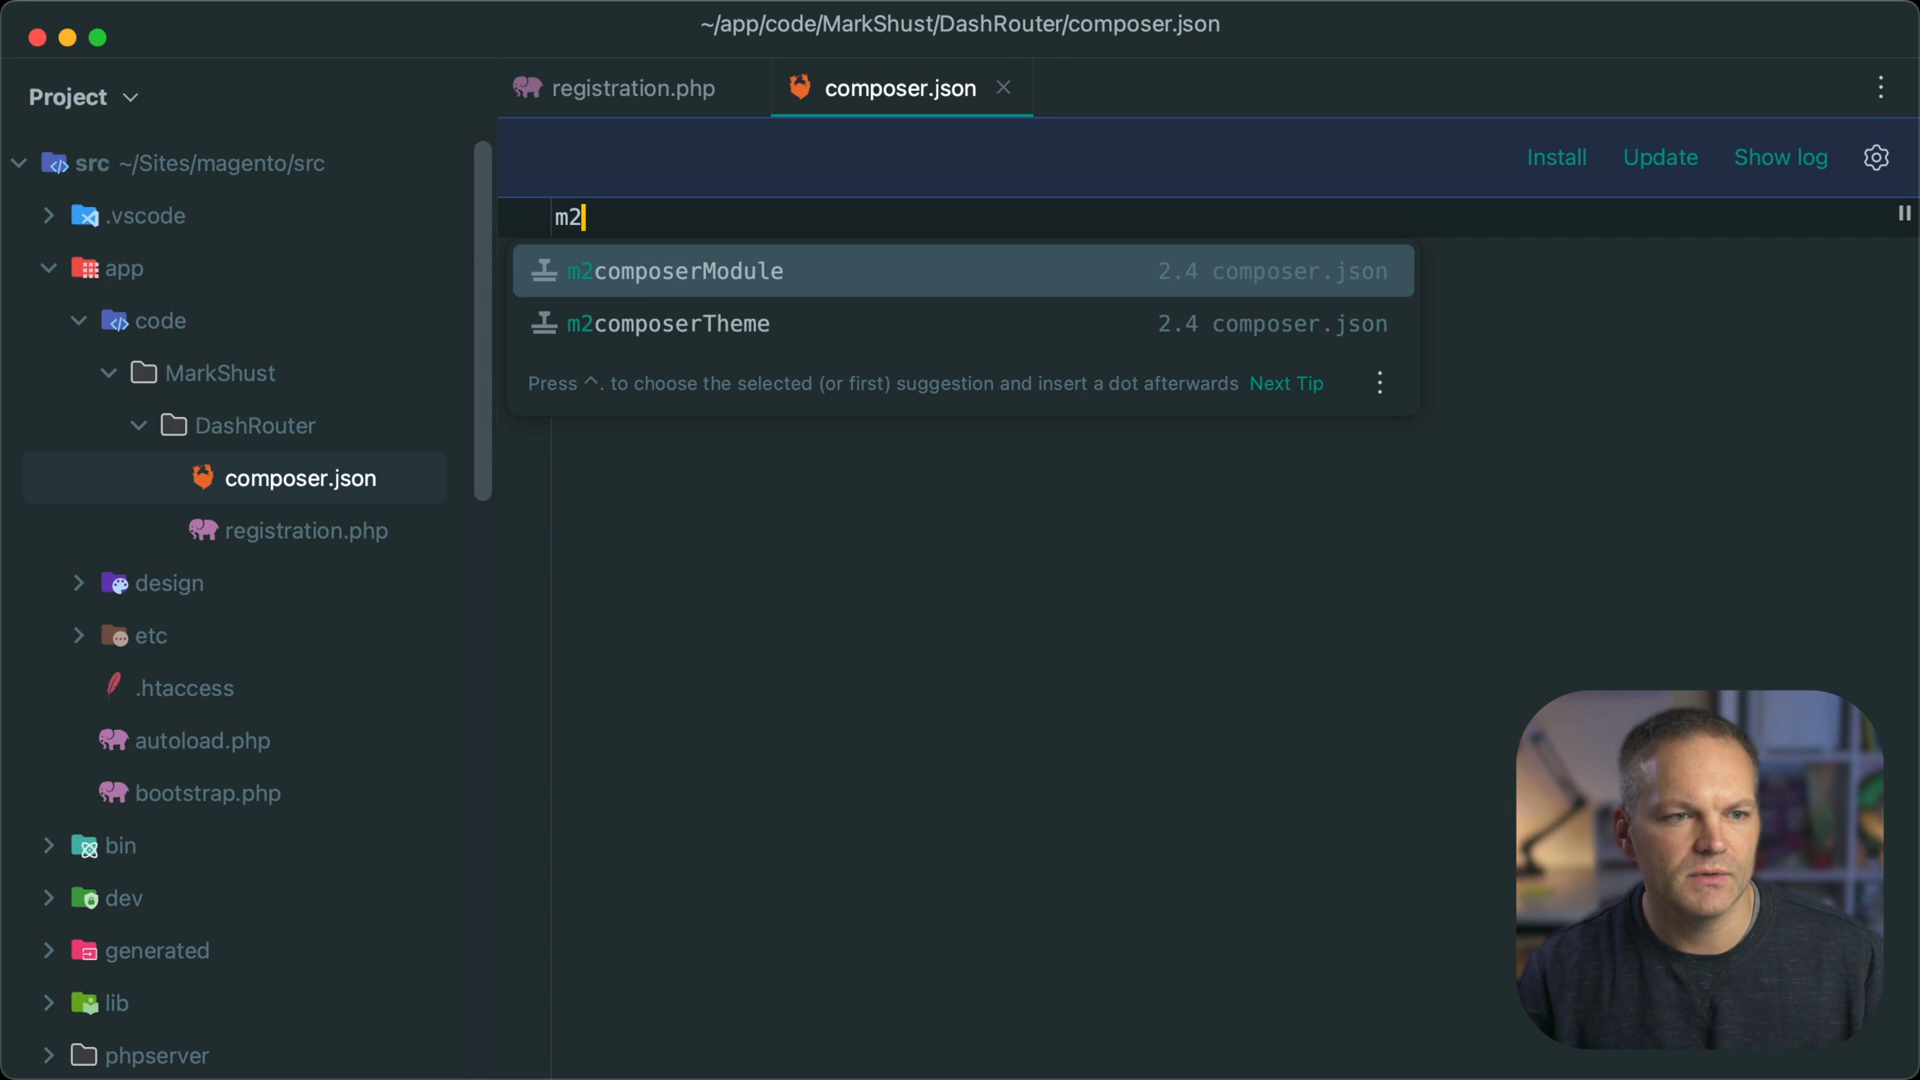 ~/app/code/MarkShust/DashRouter/composer.json
Project
registration.php
composer.json
Install Update Show log
src ~/Sites/magento/src
.vscode
app
code
MarkShust
DashRouter
composer.json
registration.php
design
etc
.htaccess
autoload.php
bootstrap.php
bin
dev
generated
lib
phpserver
m2
m2composerModule 2.4 composer.json
m2composerTheme 2.4 composer.json
Press ^. to choose the selected (or first) suggestion and insert a dot afterwards Next Tip